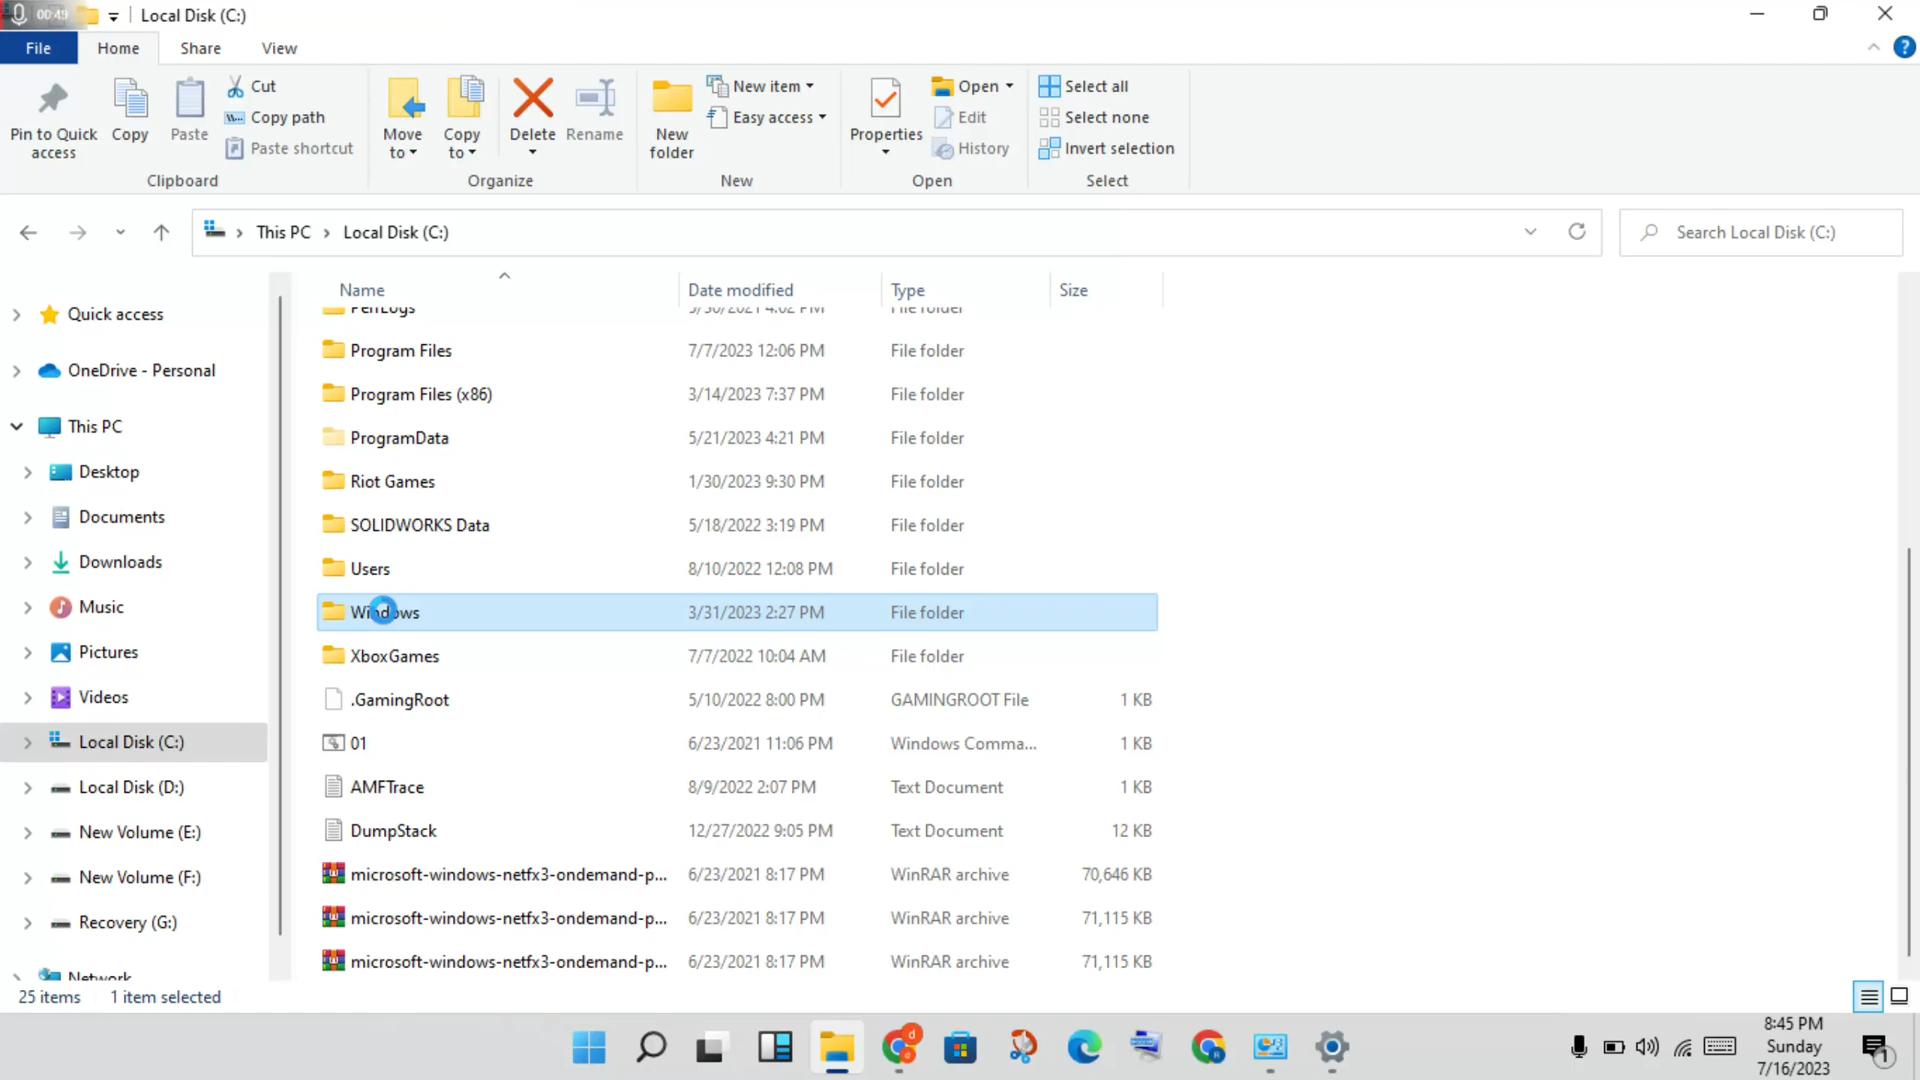 00:49
Local Disk (C:)
File Home Share View
Pin to Quick access
Copy
Paste
Cut
Copy path
Paste shortcut
Clipboard
Move to
Copy to
Delete
Rename
Organize
New folder
New item
Easy access
New
Properties
Open
Edit
History
Open
Select all
Select none
Invert selection
Select
This PC > Local Disk (C:)
Search Local Disk (C:)
Quick access
OneDrive - Personal
This PC
Desktop
Documents
Downloads
Music
Pictures
Videos
Local Disk (C:)
Local Disk (D:)
New Volume (E:)
New Volume (F:)
Recovery (G:)
Network
Name Date modified Type Size
PerfLogs File folder
Program Files 7/7/2023 12:06 PM File folder
Program Files (x86) 3/14/2023 7:37 PM File folder
ProgramData 5/21/2023 4:21 PM File folder
Riot Games 1/30/2023 9:30 PM File folder
SOLIDWORKS Data 5/18/2022 3:19 PM File folder
Users 8/10/2022 12:08 PM File folder
Windows 3/31/2023 2:27 PM File folder
XboxGames 7/7/2022 10:04 AM File folder
.GamingRoot 5/10/2022 8:00 PM GAMINGROOT File 1 KB
01 6/23/2021 11:06 PM Windows Comma... 1 KB
AMFTrace 8/9/2022 2:07 PM Text Document 1 KB
DumpStack 12/27/2022 9:05 PM Text Document 12 KB
microsoft-windows-netfx3-ondemand-p... 6/23/2021 8:17 PM WinRAR archive 70,646 KB
microsoft-windows-netfx3-ondemand-p... 6/23/2021 8:17 PM WinRAR archive 71,115 KB
microsoft-windows-netfx3-ondemand-p... 6/23/2021 8:17 PM WinRAR archive 71,115 KB
25 items 1 item selected
8:45 PM
Sunday
7/16/2023
1